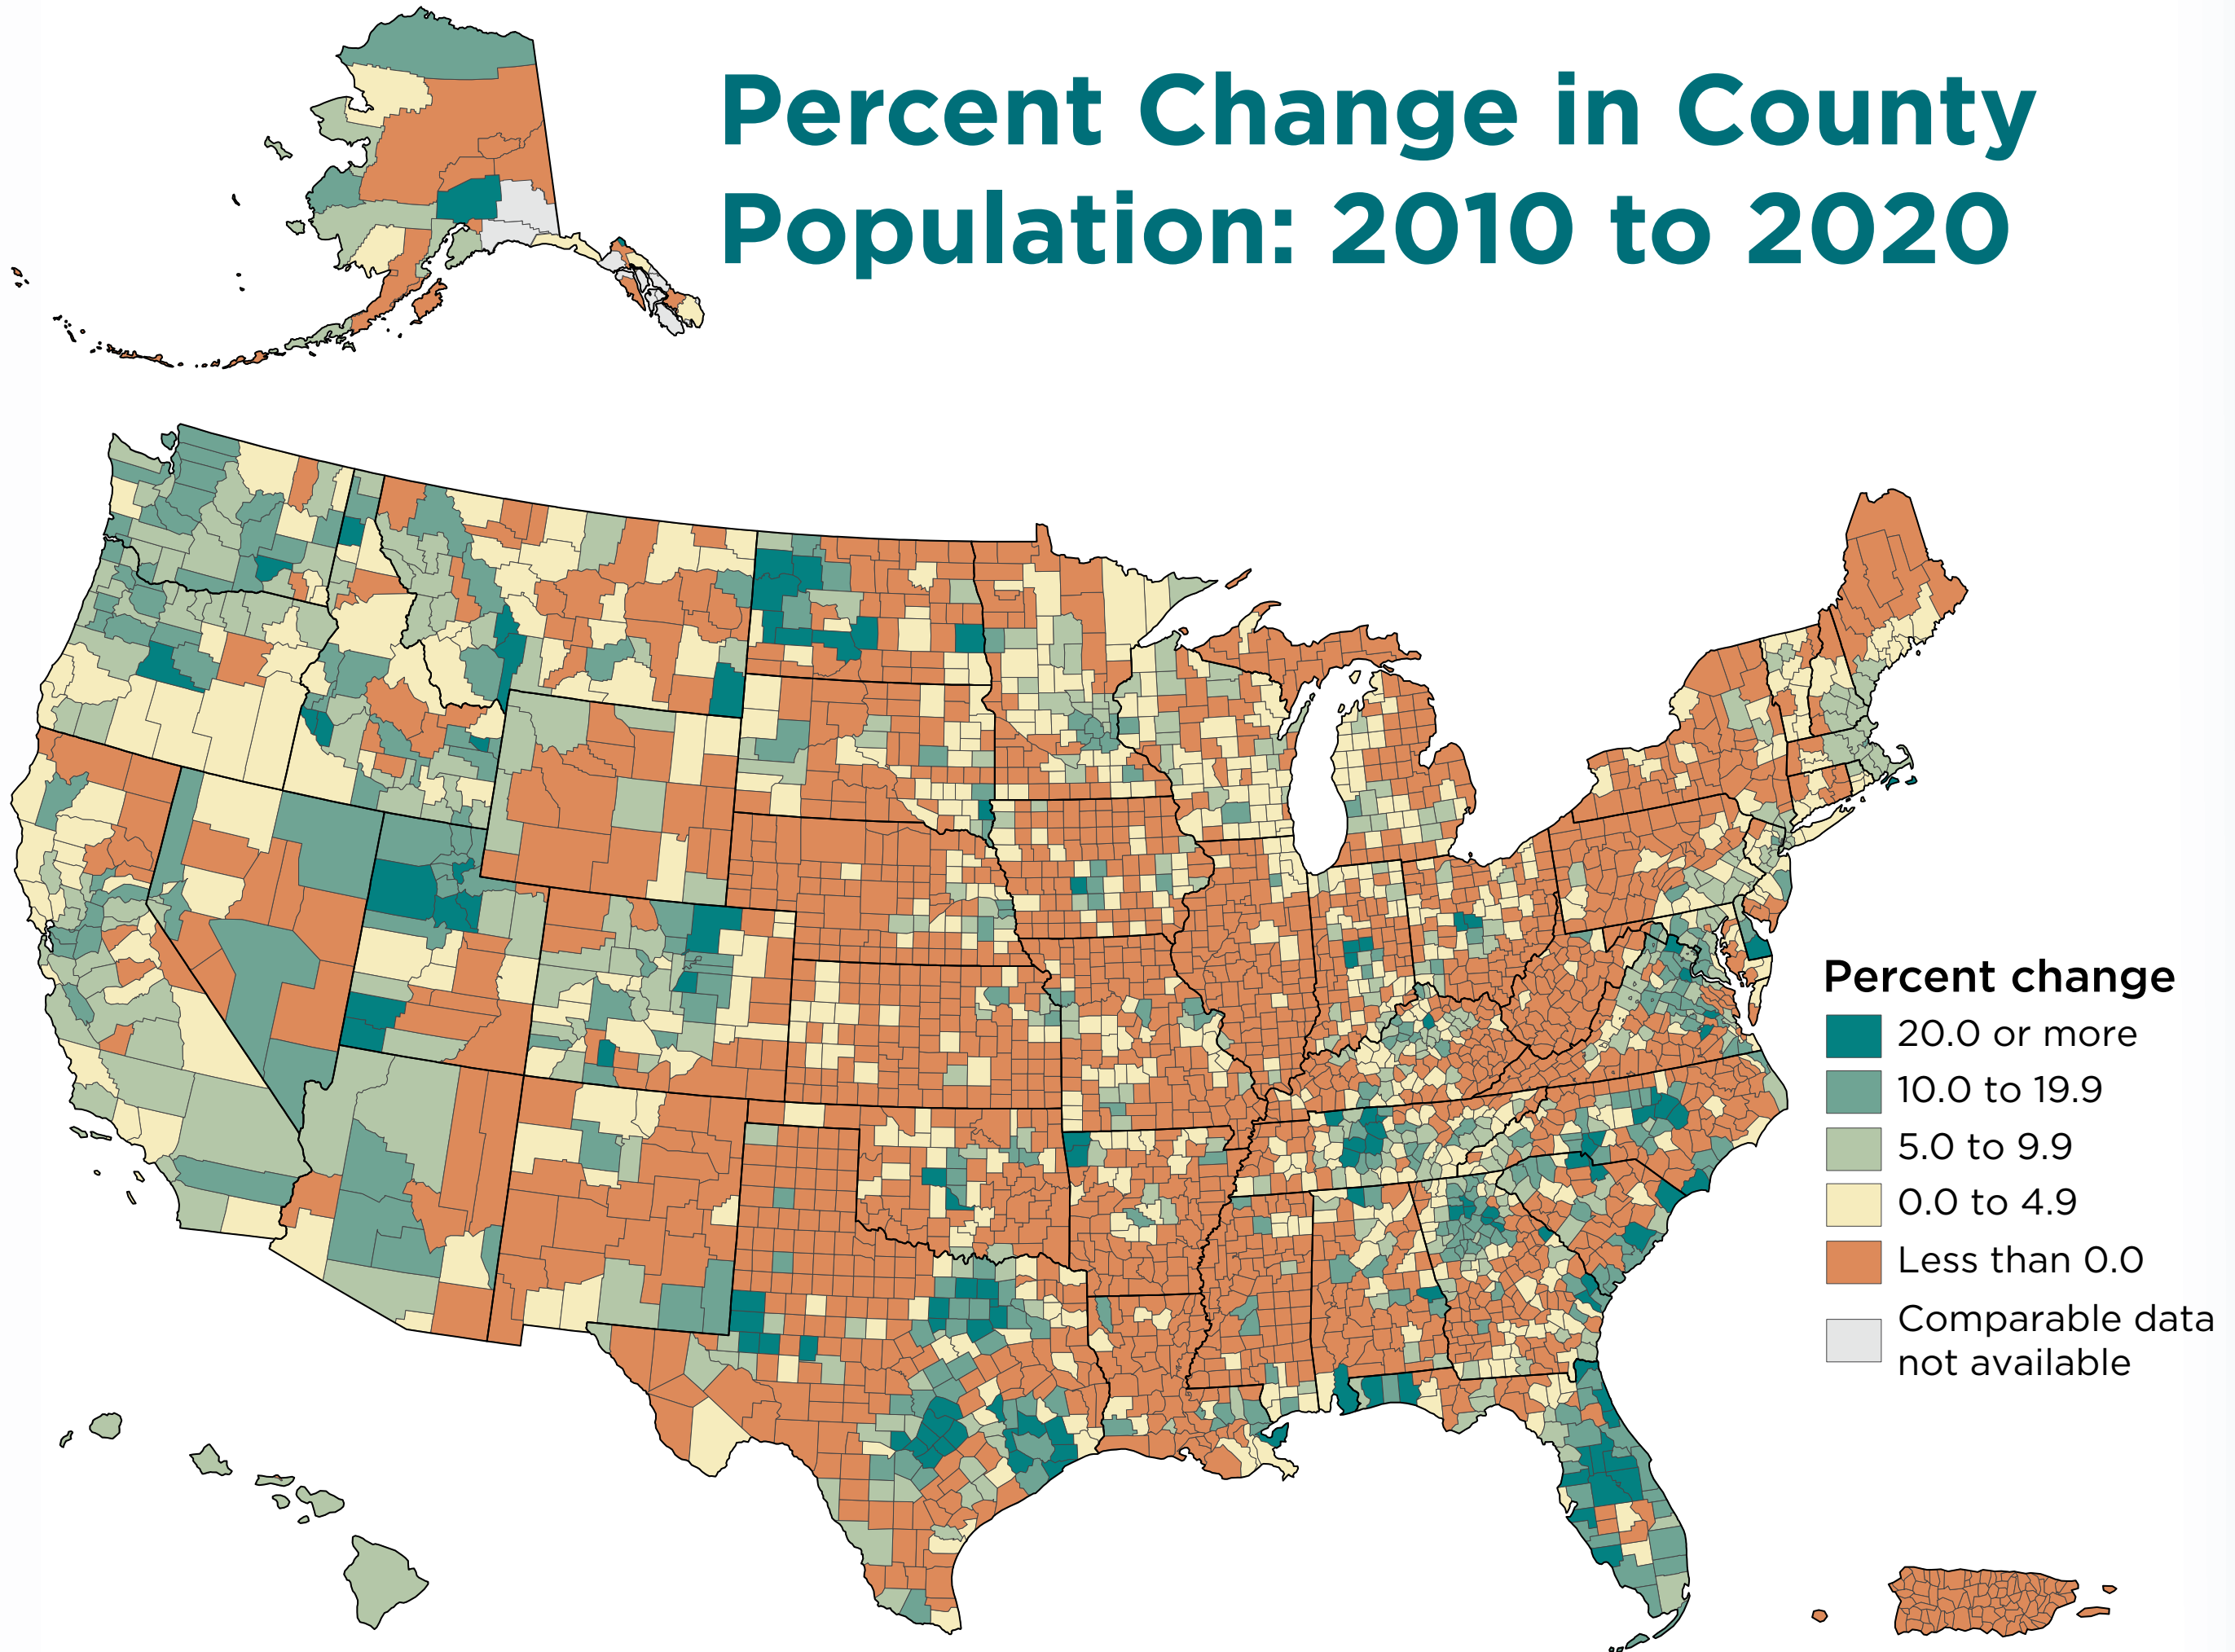 Percent Change in County
Population: 2010 to 2020
Percent change
20.0 or more
10.0 to 19.9
5.0 to 9.9
0.0 to 4.9
Less than 0.0
Comparable data
not available